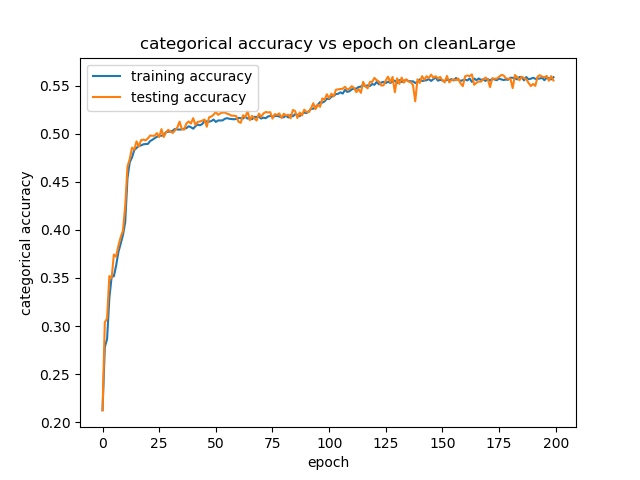 categorical accuracy vs epoch on cleanLarge
training accuracy
testing accuracy
categorical accuracy
0.55
0.50
0.45
0.40
0.35
0.30
0.25
0.20
0 25 50 75 100 125 150 175 200
epoch